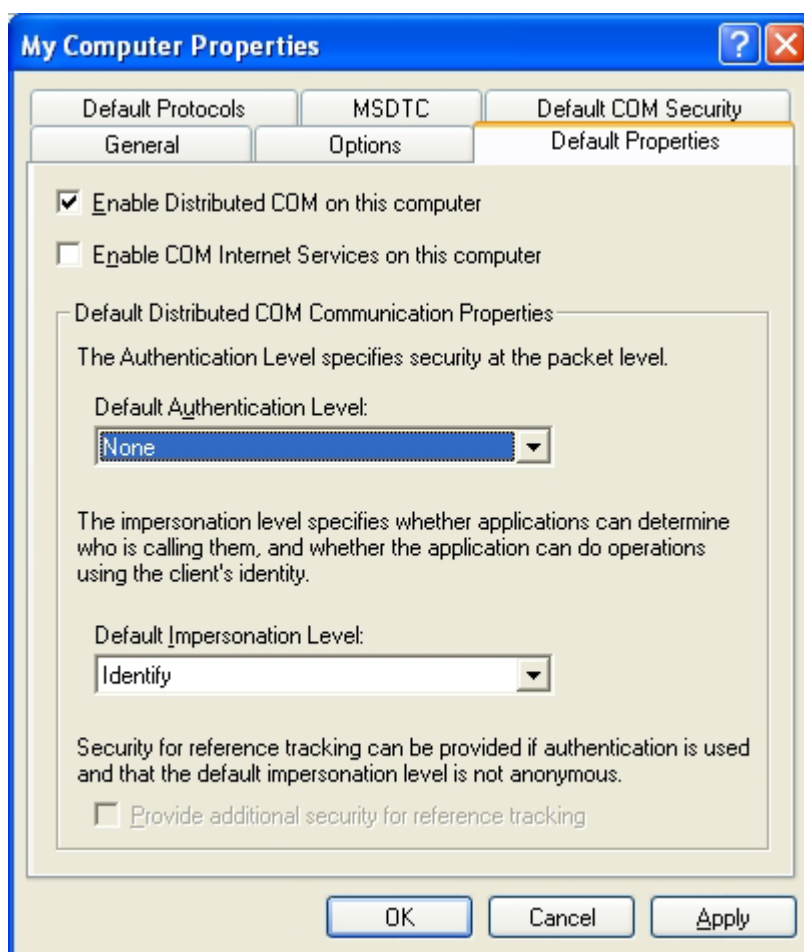 My Computer Properties
Default Protocols MSDTC Default COM Security
General Options Default Properties
Enable Distributed COM on this computer
Enable COM Internet Services on this computer
Default Distributed COM Communication Properties
The Authentication Level specifies security at the packet level.
Default Authentication Level:
None
The impersonation level specifies whether applications can determine
who is calling them, and whether the application can do operations
using the client's identity.
Default Impersonation Level:
Identify
Security for reference tracking can be provided if authentication is used
and that the default impersonation level is not anonymous.
Provide additional security for reference tracking
OK Cancel Apply